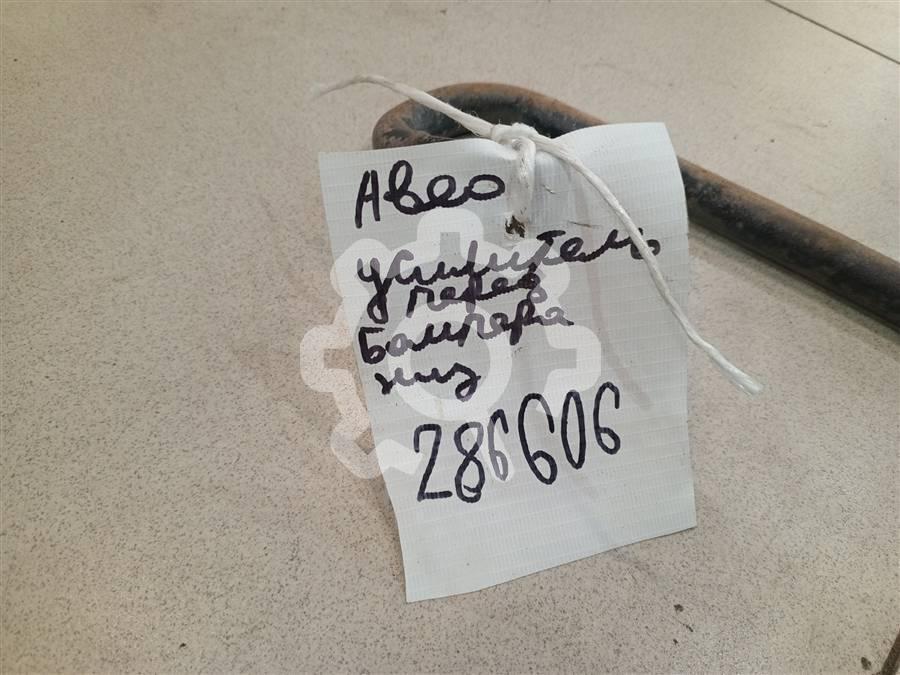 Авео
усилитель
перед
бампера
низ
286606